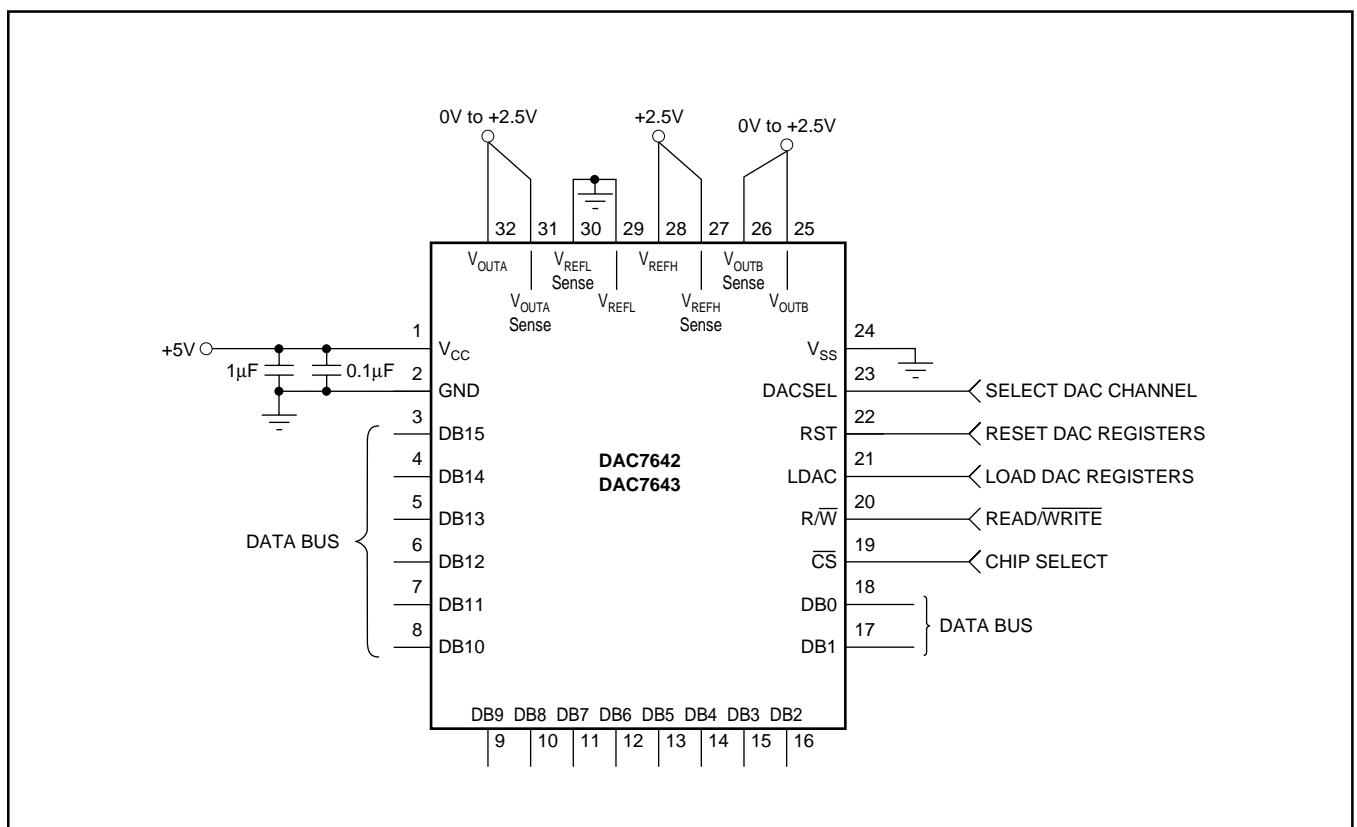 0V to +2.5V
+2.5V
0V to +2.5V
32 31 30 29 28 27 26 25
V_OUTA
V_OUTA Sense
V_REFL Sense
V_REFL
V_REFH
V_REFH Sense
V_OUTB Sense
V_OUTB
+5V
1µF
0.1µF
1 V_CC
2 GND
3 DB15
4 DB14
5 DB13
6 DB12
7 DB11
8 DB10
DATA BUS
DAC7642
DAC7643
24 V_SS
23 DACSEL SELECT DAC CHANNEL
22 RST RESET DAC REGISTERS
21 LDAC LOAD DAC REGISTERS
20 R/W̅ READ/W̅R̅I̅T̅E̅
19 C̅S̅ CHIP SELECT
18 DB0
17 DB1
DATA BUS
DB9 DB8 DB7 DB6 DB5 DB4 DB3 DB2
9 10 11 12 13 14 15 16